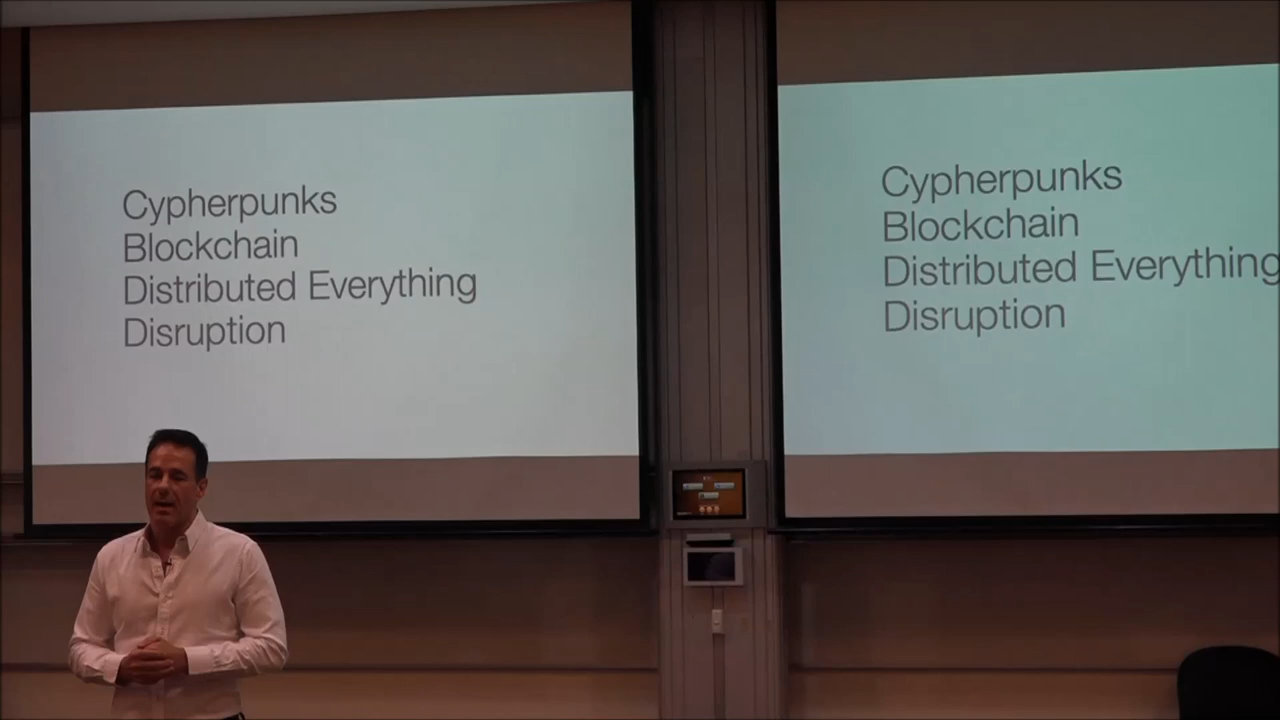 Cypherpunks
Blockchain
Distributed Everything
Disruption
Cypherpunks
Blockchain
Distributed Everything
Disruption